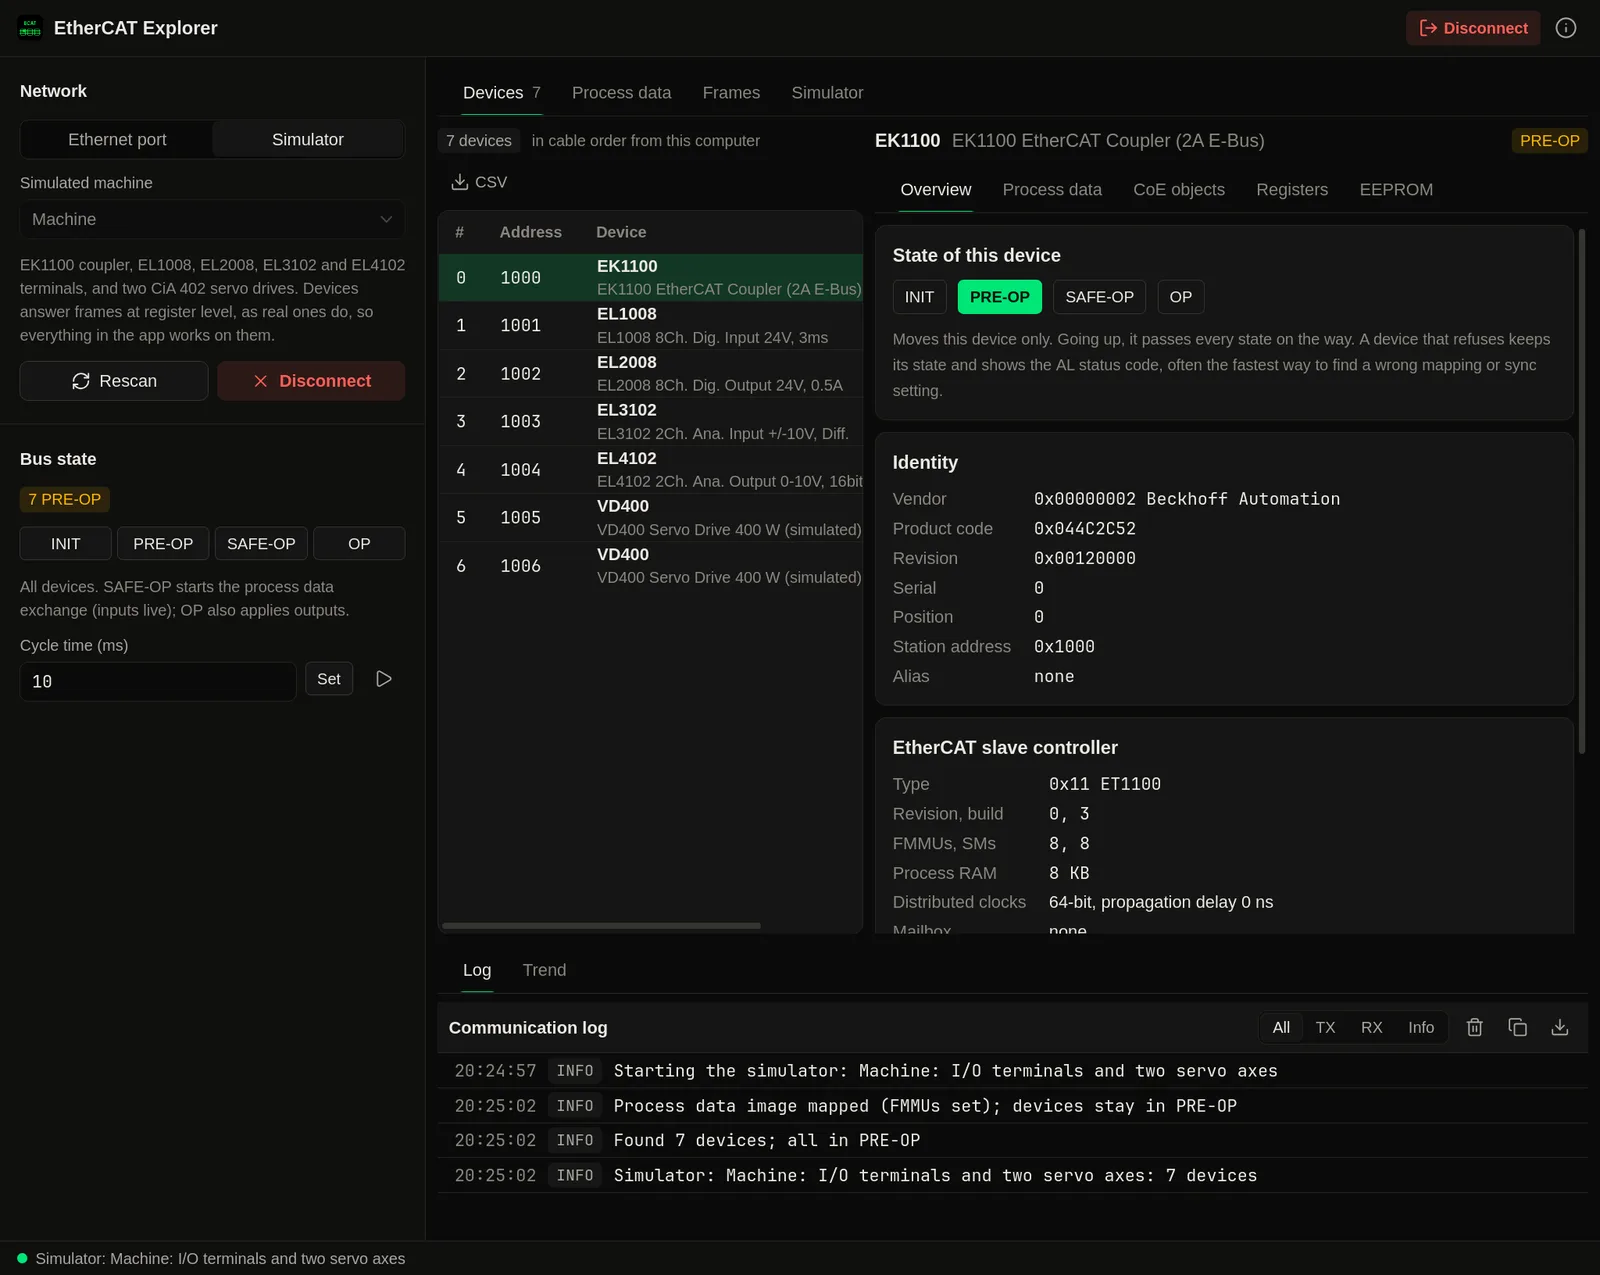 EtherCAT Explorer
Disconnect
Network
Ethernet port
Simulator
Simulated machine
Machine
EK1100 coupler, EL1008, EL2008, EL3102 and EL4102
terminals, and two CiA 402 servo drives. Devices
answer frames at register level, as real ones do, so
everything in the app works on them.
Rescan
Disconnect
Bus state
7 PRE-OP
INIT
PRE-OP
SAFE-OP
OP
All devices. SAFE-OP starts the process data
exchange (inputs live); OP also applies outputs.
Cycle time (ms)
10
Set
Devices 7
Process data
Frames
Simulator
7 devices in cable order from this computer
CSV
# Address Device
0 1000 EK1100
EK1100 EtherCAT Coupler (2A E-Bus)
1 1001 EL1008
EL1008 8Ch. Dig. Input 24V, 3ms
2 1002 EL2008
EL2008 8Ch. Dig. Output 24V, 0.5A
3 1003 EL3102
EL3102 2Ch. Ana. Input +/-10V, Diff.
4 1004 EL4102
EL4102 2Ch. Ana. Output 0-10V, 16bit
5 1005 VD400
VD400 Servo Drive 400 W (simulated)
6 1006 VD400
VD400 Servo Drive 400 W (simulated)
EK1100 EK1100 EtherCAT Coupler (2A E-Bus)
PRE-OP
Overview
Process data
CoE objects
Registers
EEPROM
State of this device
INIT
PRE-OP
SAFE-OP
OP
Moves this device only. Going up, it passes every state on the way. A device that refuses keeps
its state and shows the AL status code, often the fastest way to find a wrong mapping or sync
setting.
Identity
Vendor 0x00000002 Beckhoff Automation
Product code 0x044C2C52
Revision 0x00120000
Serial 0
Position 0
Station address 0x1000
Alias none
EtherCAT slave controller
Type 0x11 ET1100
Revision, build 0, 3
FMMUs, SMs 8, 8
Process RAM 8 KB
Distributed clocks 64-bit, propagation delay 0 ns
Mailbox none
Log
Trend
Communication log
All
TX
RX
Info
20:24:57 INFO Starting the simulator: Machine: I/O terminals and two servo axes
20:25:02 INFO Process data image mapped (FMMUs set); devices stay in PRE-OP
20:25:02 INFO Found 7 devices; all in PRE-OP
20:25:02 INFO Simulator: Machine: I/O terminals and two servo axes: 7 devices
Simulator: Machine: I/O terminals and two servo axes